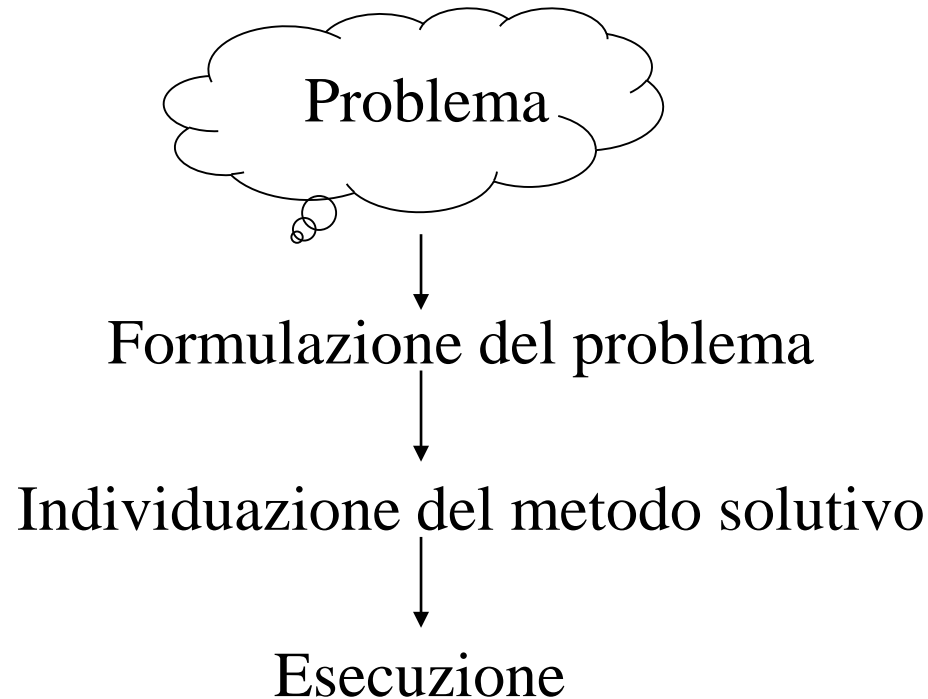 Problema
Formulazione del problema
Individuazione del metodo solutivo
Esecuzione